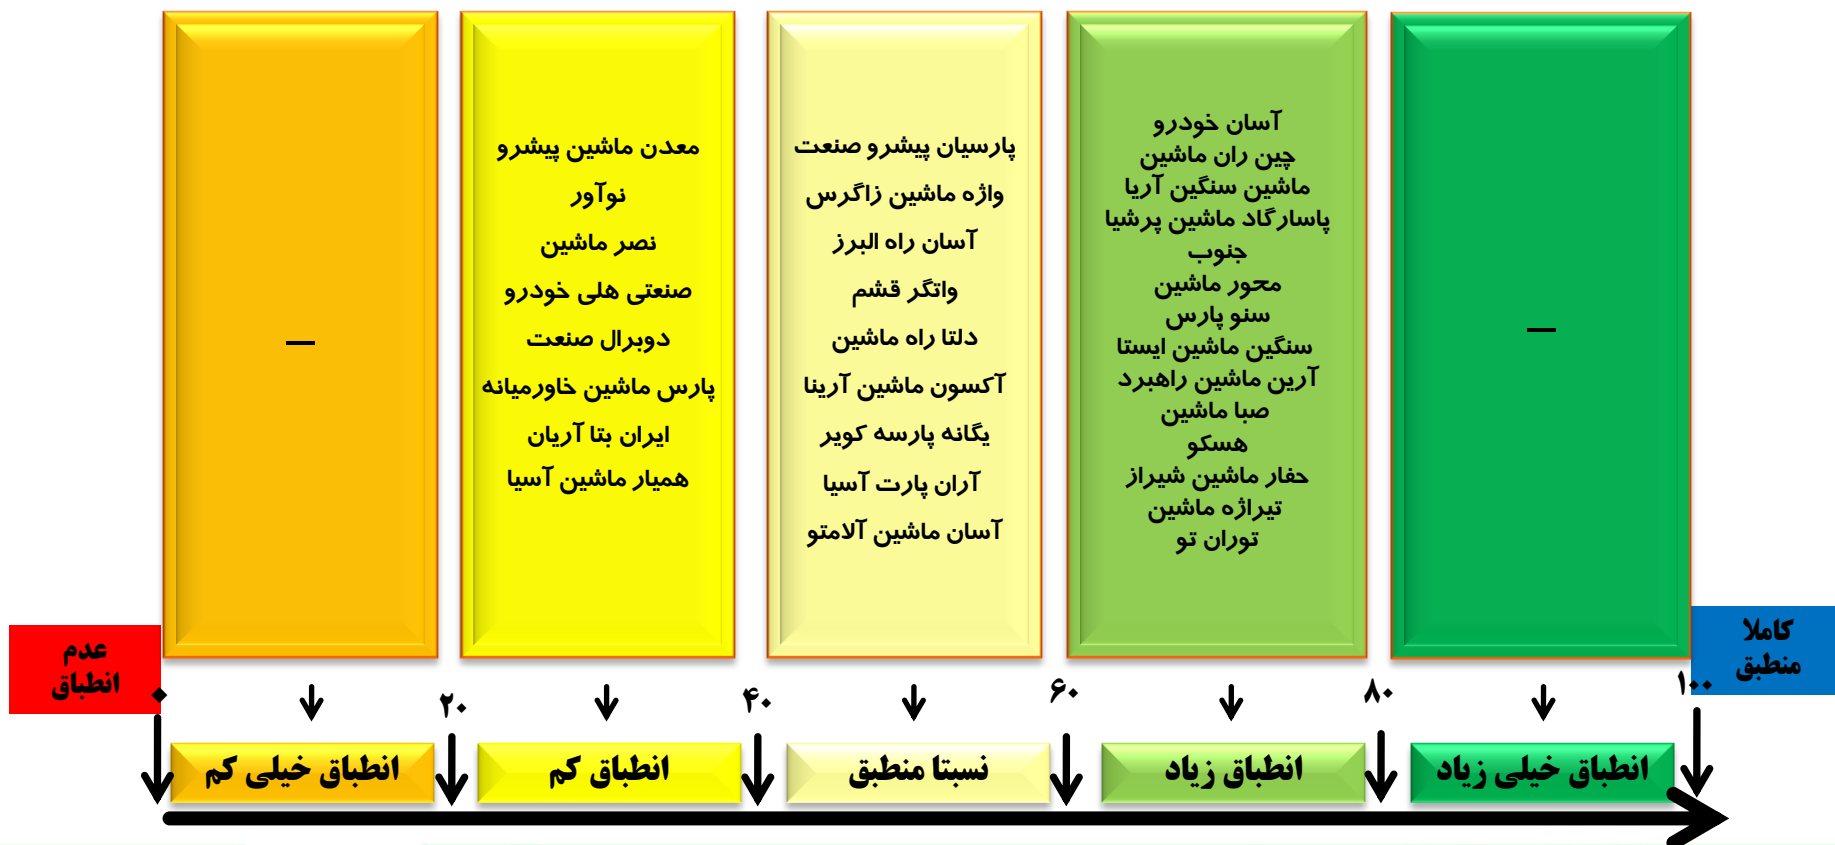 آسان خودرو
چین ران ماشین
ماشین سنگین آریا
پاسارگاد ماشین پرشیا
جنوب
محور ماشین
سنو پارس
سنگین ماشین ایستا
آرین ماشین راهبرد
صبا ماشین
هسکو
حفار ماشین شیراز
تیراژه ماشین
توران تو
پارسیان پیشرو صنعت
واژه ماشین زاگرس
آسان راه البرز
واتگر قشم
دلتا راه ماشین
آکسون ماشین آرینا
یگانه پارسه کویر
آران پارت آسیا
آسان ماشین آلامتو
معدن ماشین پیشرو
نوآور
نصر ماشین
صنعتی هلی خودرو
دوبرال صنعت
پارس ماشین خاورمیانه
ایران بتا آریان
همیار ماشین آسیا
کاملا
منطبق
عدم
انطباق
۱۰۰
۸۰
۶۰
۴۰
۲۰
۰
انطباق خیلی زیاد
انطباق زیاد
نسبتا منطبق
انطباق کم
انطباق خیلی کم